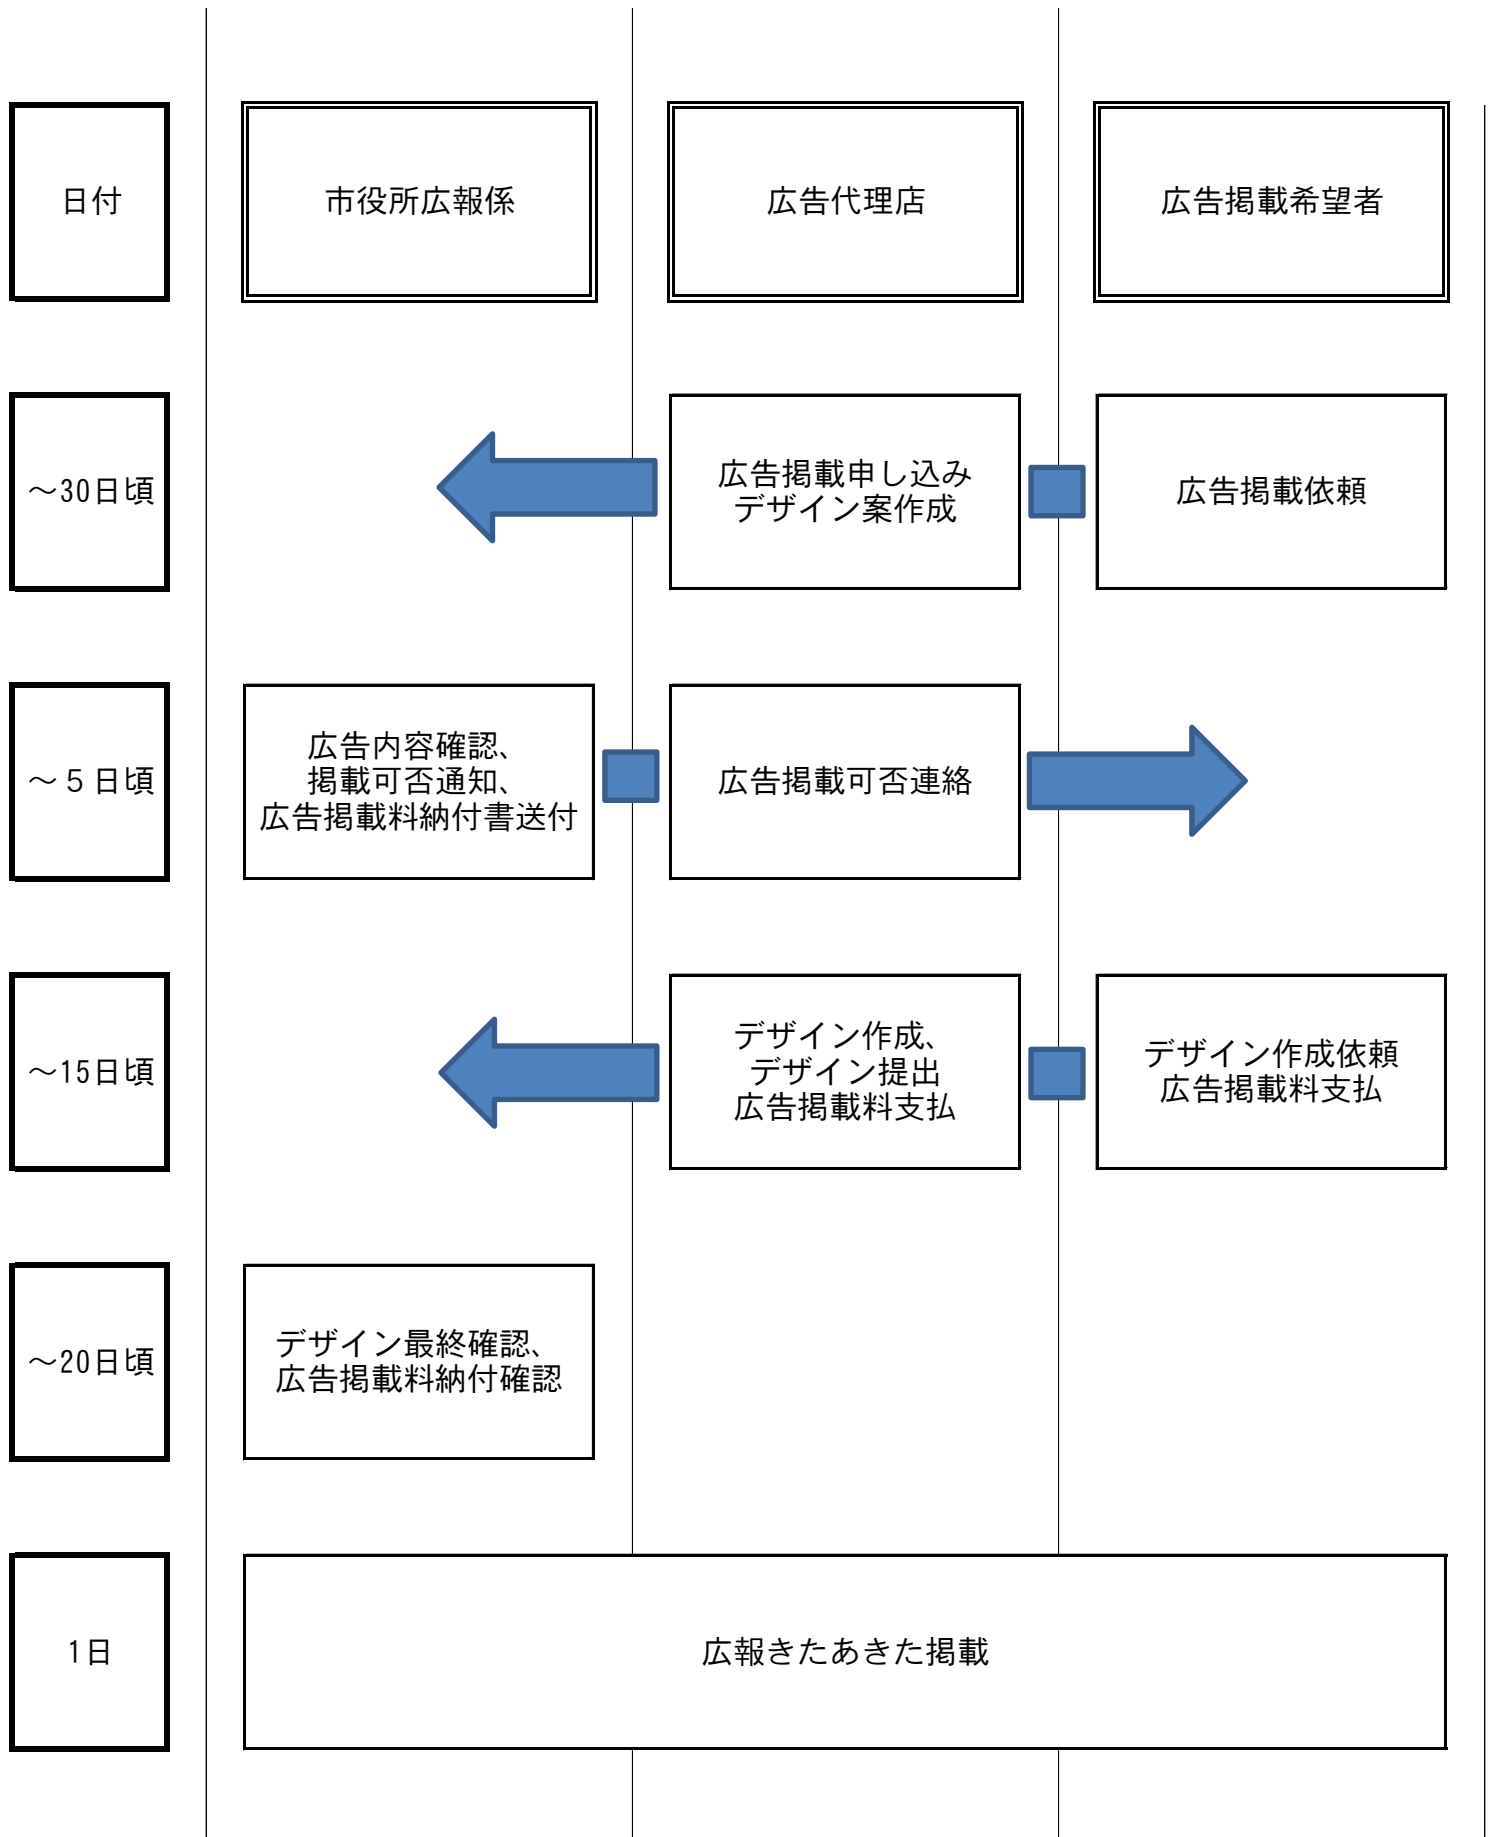 日付
市役所広報係
広告代理店
広告掲載希望者
～30日頃
広告掲載申し込み
デザイン案作成
広告掲載依頼
～５日頃
広告内容確認、
掲載可否通知、
広告掲載料納付書送付
広告掲載可否連絡
～15日頃
デザイン作成、
デザイン提出
広告掲載料支払
デザイン作成依頼
広告掲載料支払
～20日頃
デザイン最終確認、
広告掲載料納付確認
1日
広報きたあきた掲載